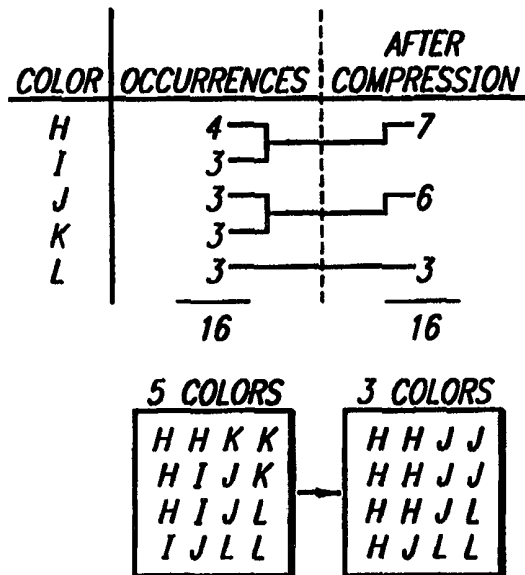 AFTER
COLOR OCCURRENCES COMPRESSION
H 4 7
I 3
J 3 6
K 3
L 3 3
16 16
5 COLORS 3 COLORS
H H K K H H J J
H I J K H H J J
H I J L H H J L
I J L L H J L L